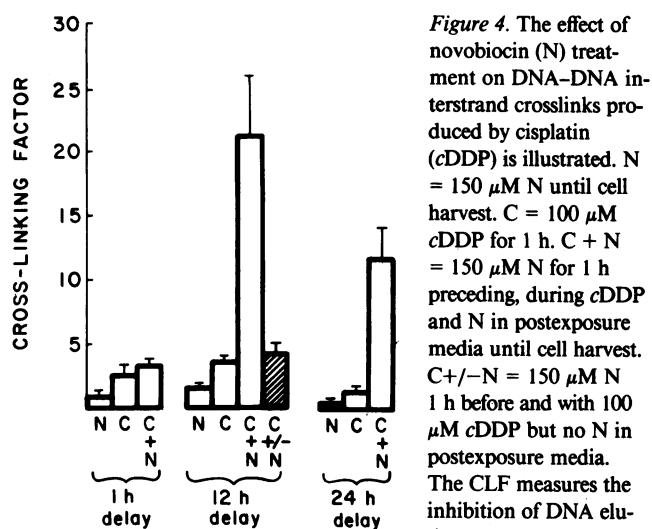 30
25
20
15
10
5
CROSS-LINKING FACTOR
N C C + N
N C C + N C +/- N
N C C + N
1 h delay
12 h delay
24 h delay
Figure 4. The effect of
novobiocin (N) treat-
ment on DNA–DNA in-
terstrand crosslinks pro-
duced by cisplatin
(cDDP) is illustrated. N
= 150 μM N until cell
harvest. C = 100 μM
cDDP for 1 h. C + N
= 150 μM N for 1 h
preceding, during cDDP
and N in postexposure
media until cell harvest.
C+/−N = 150 μM N
1 h before and with 100
μM cDDP but no N in
postexposure media.
The CLF measures the
inhibition of DNA elu-